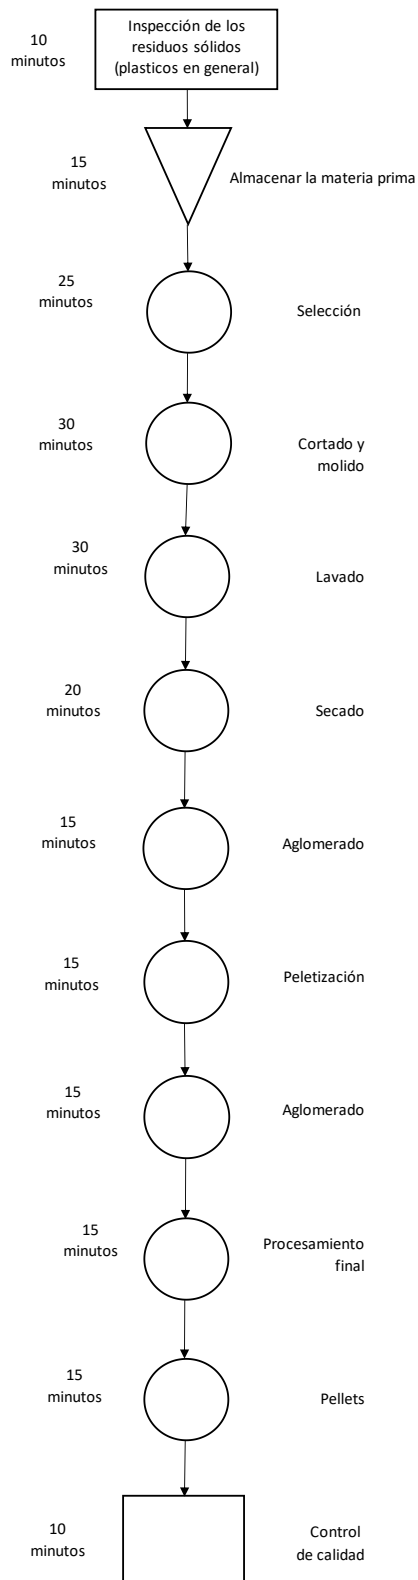 10
minutos
Inspección de los
residuos sólidos
(plasticos en general)
15
minutos
Almacenar la materia prima
25
minutos
Selección
30
minutos
Cortado y
molido
30
minutos
Lavado
20
minutos
Secado
15
minutos
Aglomerado
15
minutos
Peletización
15
minutos
Aglomerado
15
minutos
Procesamiento
final
15
minutos
Pellets
10
minutos
Control
de calidad